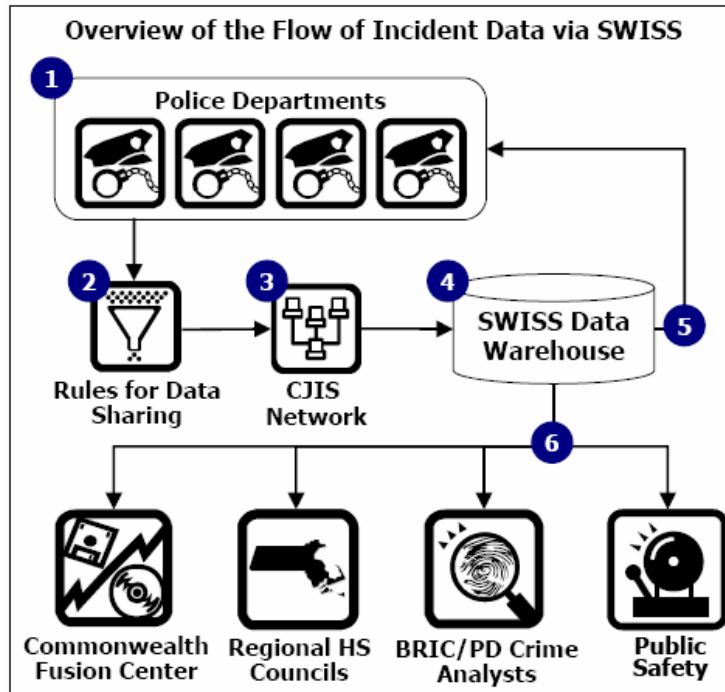 Overview of the Flow of Incident Data via SWISS
1
Police Departments
2
Rules for Data
Sharing
3
CJIS
Network
4
SWISS Data
Warehouse
5
6
Commonwealth
Fusion Center
Regional HS
Councils
BRIC/PD Crime
Analysts
Public
Safety